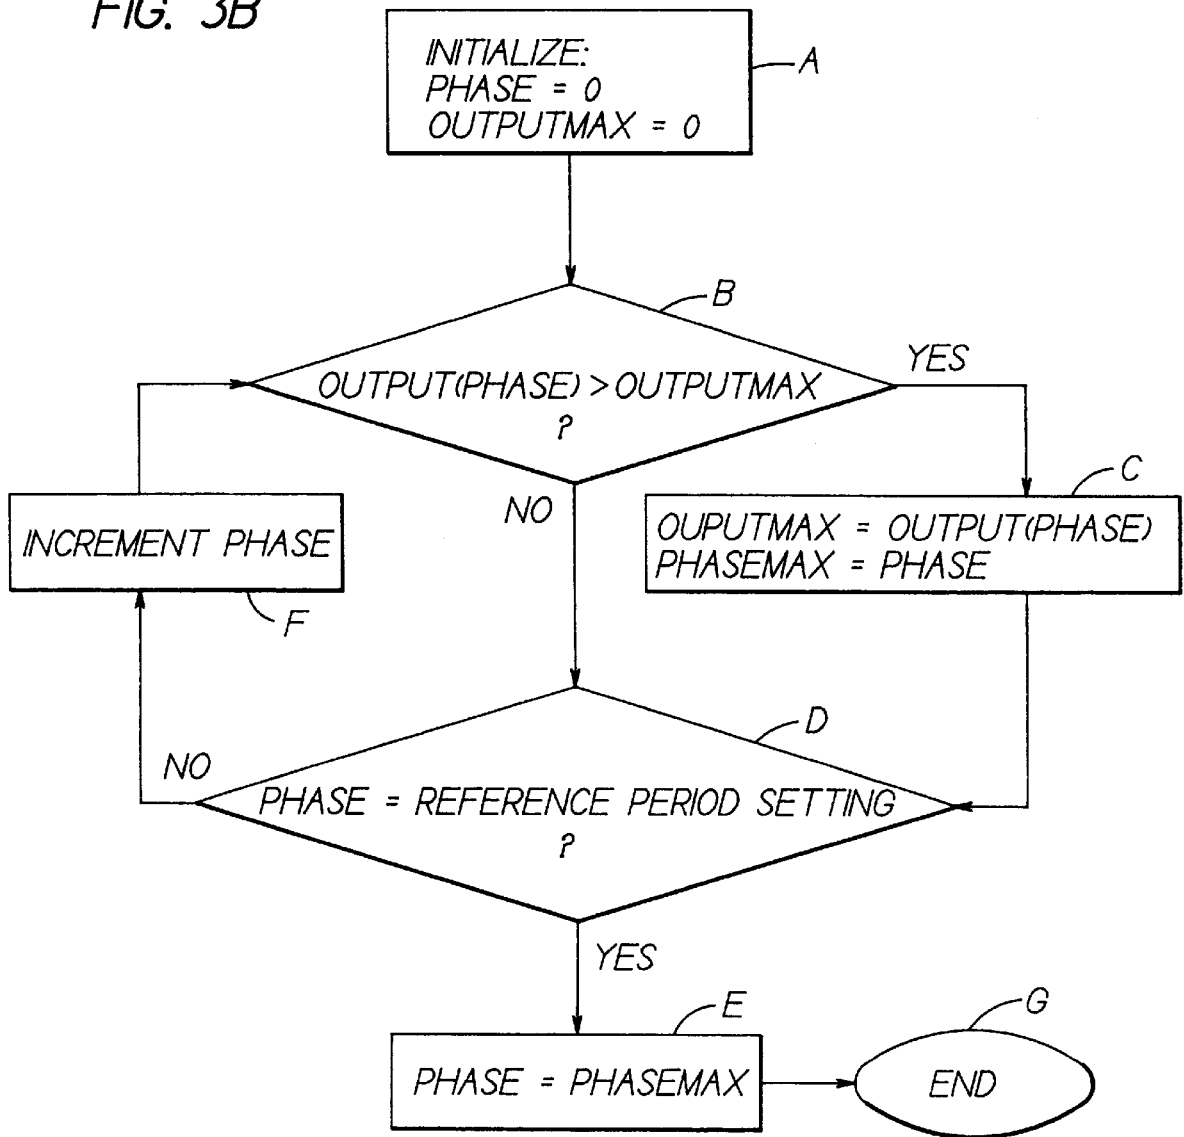 FIG. 3B
INITIALIZE:
PHASE = 0
OUTPUTMAX = 0
A
B
OUTPUT(PHASE) > OUTPUTMAX
?
YES
NO
C
OUPUTMAX = OUTPUT(PHASE)
PHASEMAX = PHASE
INCREMENT PHASE
F
D
NO
PHASE = REFERENCE PERIOD SETTING
?
YES
E
PHASE = PHASEMAX
G
END